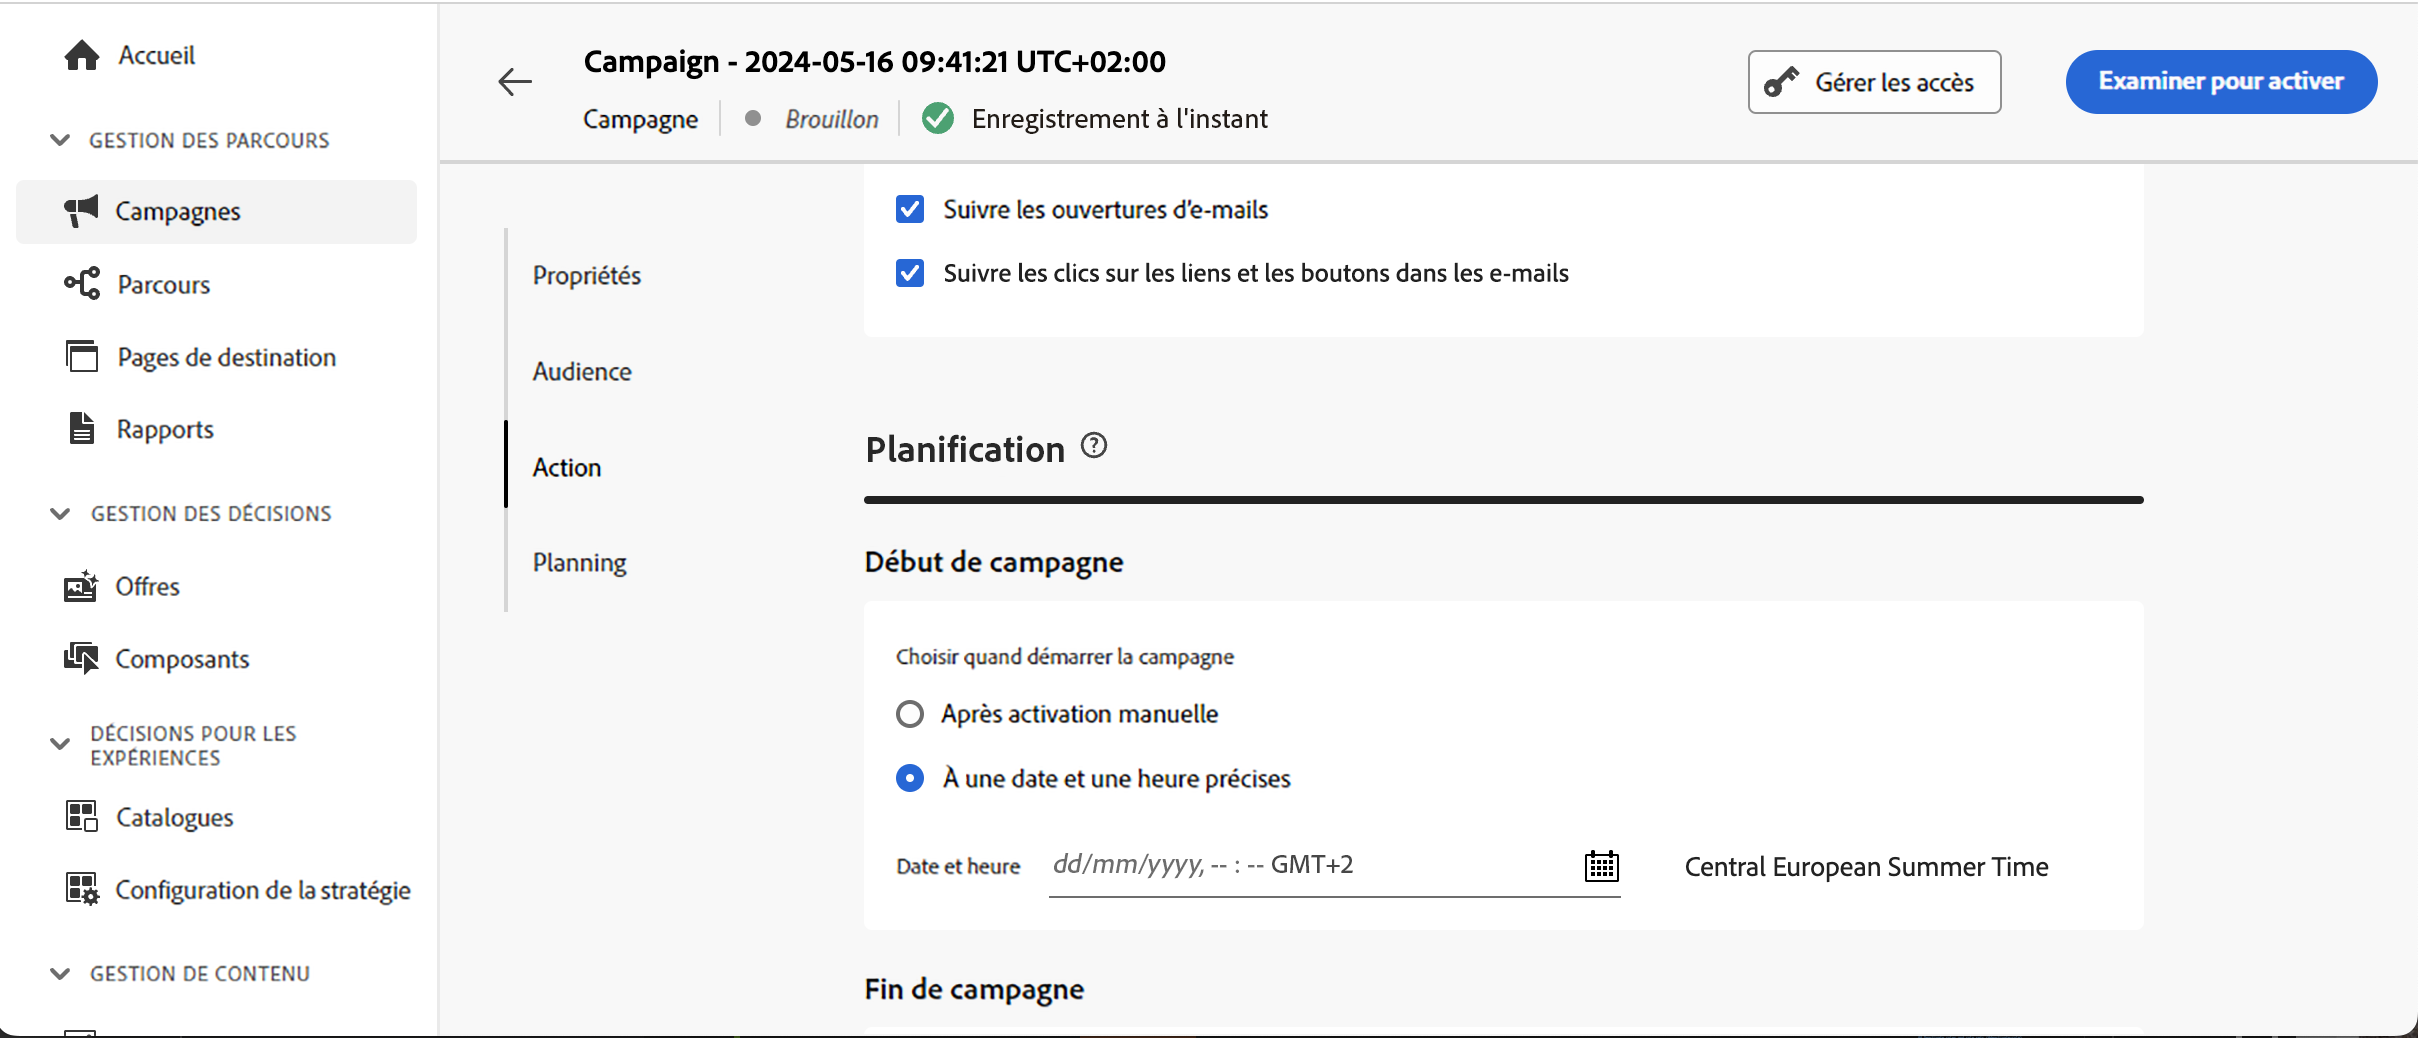 Accueil
GESTION DES PARCOURS
Campagnes
Parcours
Pages de destination
Rapports
GESTION DES DÉCISIONS
Offres
Composants
DÉCISIONS POUR LES
EXPÉRIENCES
Catalogues
Configuration de la stratégie
GESTION DE CONTENU
Campaign - 2024-05-16 09:41:21 UTC+02:00
Campagne
Brouillon
Enregistrement à l'instant
Gérer les accès
Examiner pour activer
Propriétés
Audience
Action
Planning
Suivre les ouvertures d'e-mails
Suivre les clics sur les liens et les boutons dans les e-mails
Planification
Début de campagne
Choisir quand démarrer la campagne
Après activation manuelle
À une date et une heure précises
Date et heure dd/mm/yyyy, -- : -- GMT+2 Central European Summer Time
Fin de campagne